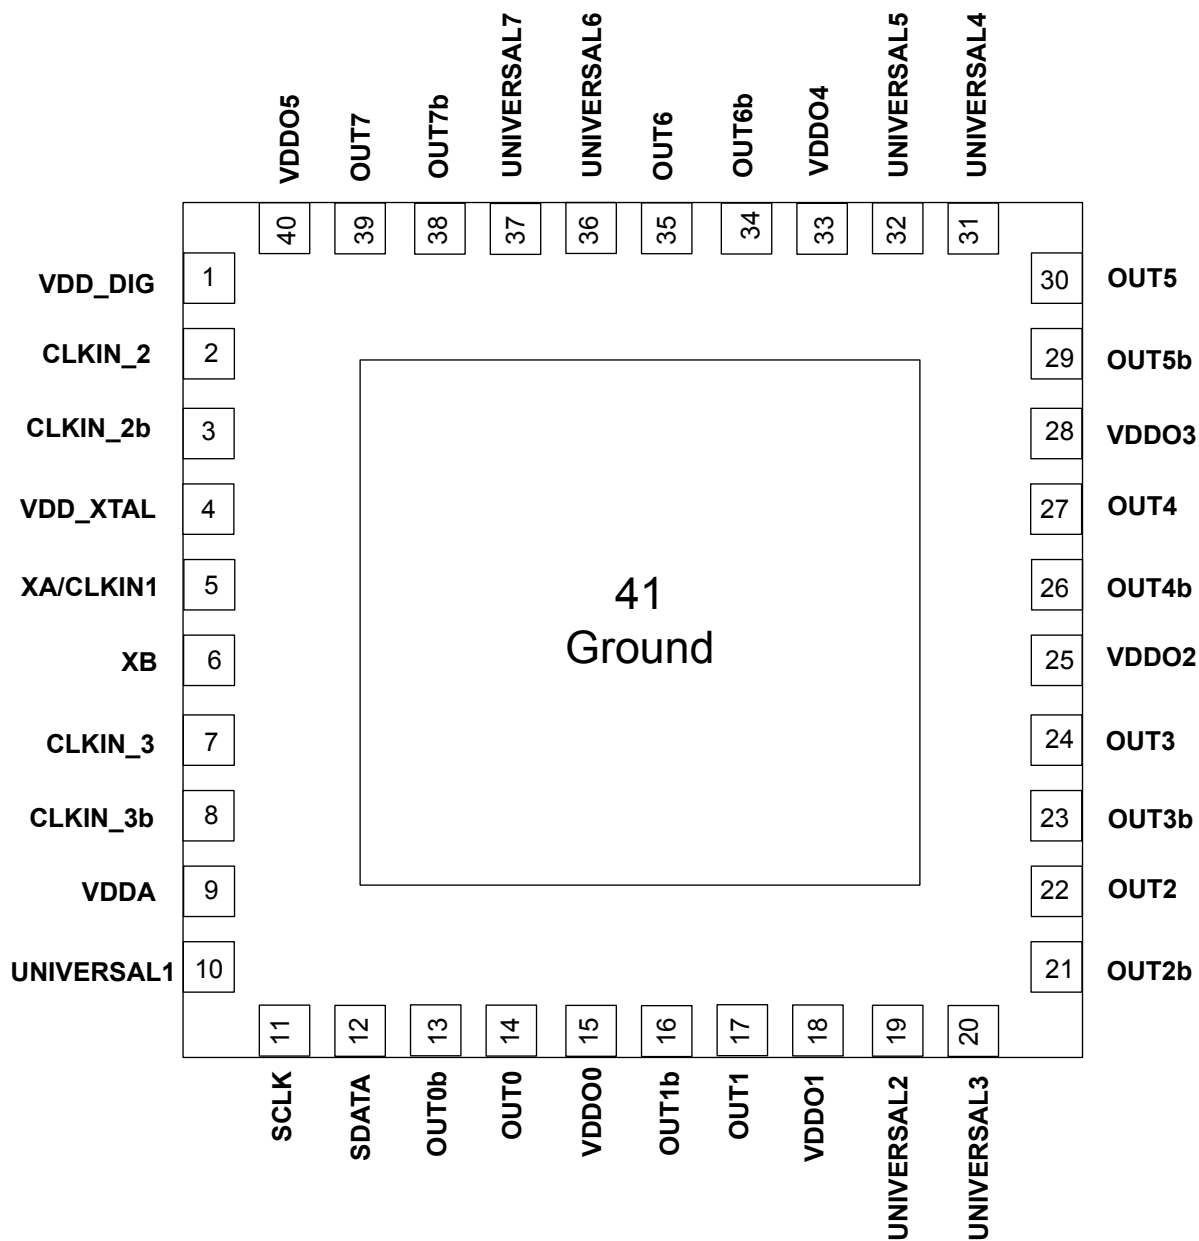 UNIVERSAL7
UNIVERSAL6
UNIVERSAL5
UNIVERSAL4
VDDO5
OUT7
OUT7b
OUT6
OUT6b
VDDO4
40
39
38
37
36
35
34
33
32
31
VDD_DIG
1
30
OUT5
CLKIN_2
2
29
OUT5b
CLKIN_2b
3
28
VDDO3
VDD_XTAL
4
27
OUT4
XA/CLKIN1
5
26
OUT4b
41
Ground
XB
6
25
VDDO2
CLKIN_3
7
24
OUT3
CLKIN_3b
8
23
OUT3b
VDDA
9
22
OUT2
UNIVERSAL1
10
21
OUT2b
11
12
13
14
15
16
17
18
19
20
SCLK
SDATA
OUT0b
OUT0
VDDO0
OUT1b
OUT1
VDDO1
UNIVERSAL2
UNIVERSAL3